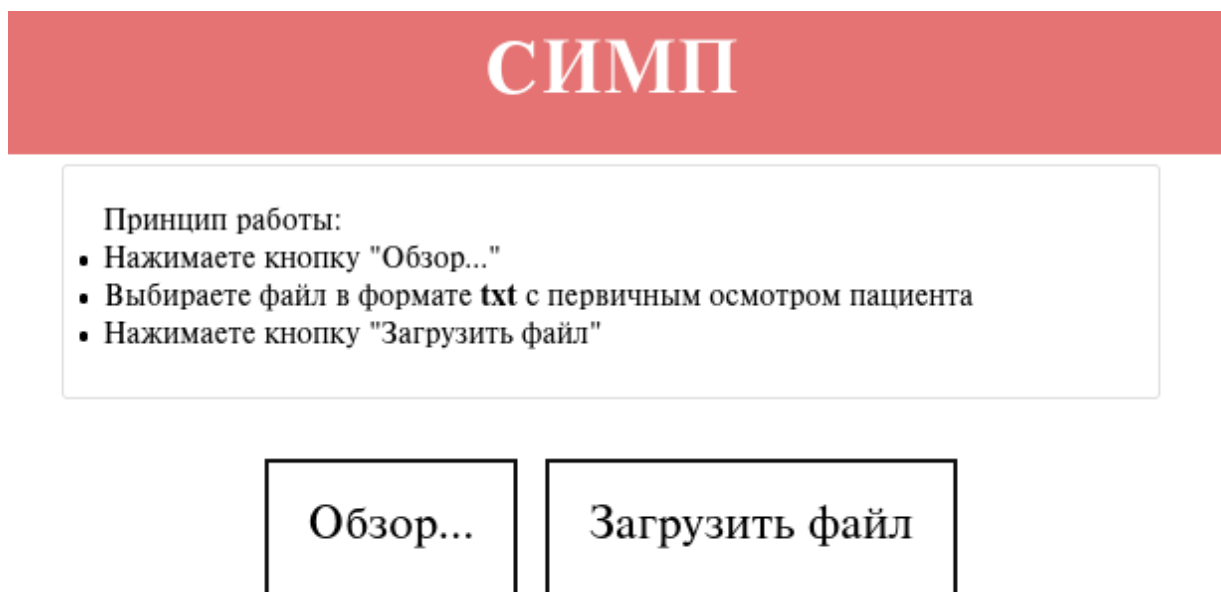 СИМП
Принцип работы:
• Нажимаете кнопку "Обзор..."
• Выбираете файл в формате txt с первичным осмотром пациента
• Нажимаете кнопку "Загрузить файл"
Обзор... Загрузить файл